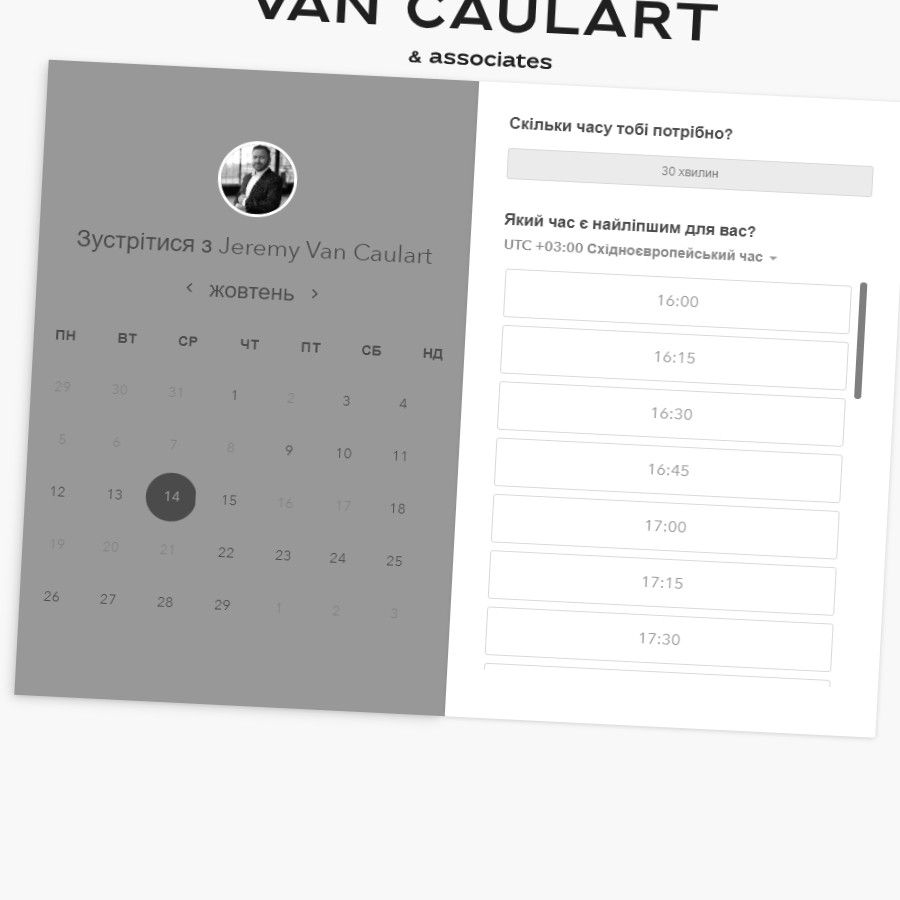 VAN CAULART
& associates
Зустрітися з Jeremy Van Caulart
жовтень
ПН ВТ СР ЧТ ПТ СБ НД
29 30 31 1 2 3 4
5 6 7 8 9 10 11
12 13 14 15 16 17 18
19 20 21 22 23 24 25
26 27 28 29 1 2 3
Скільки часу тобі потрібно?
30 хвилин
Який час є найліпшим для вас?
UTC +03:00 Східноєвропейський час
16:00
16:15
16:30
16:45
17:00
17:15
17:30